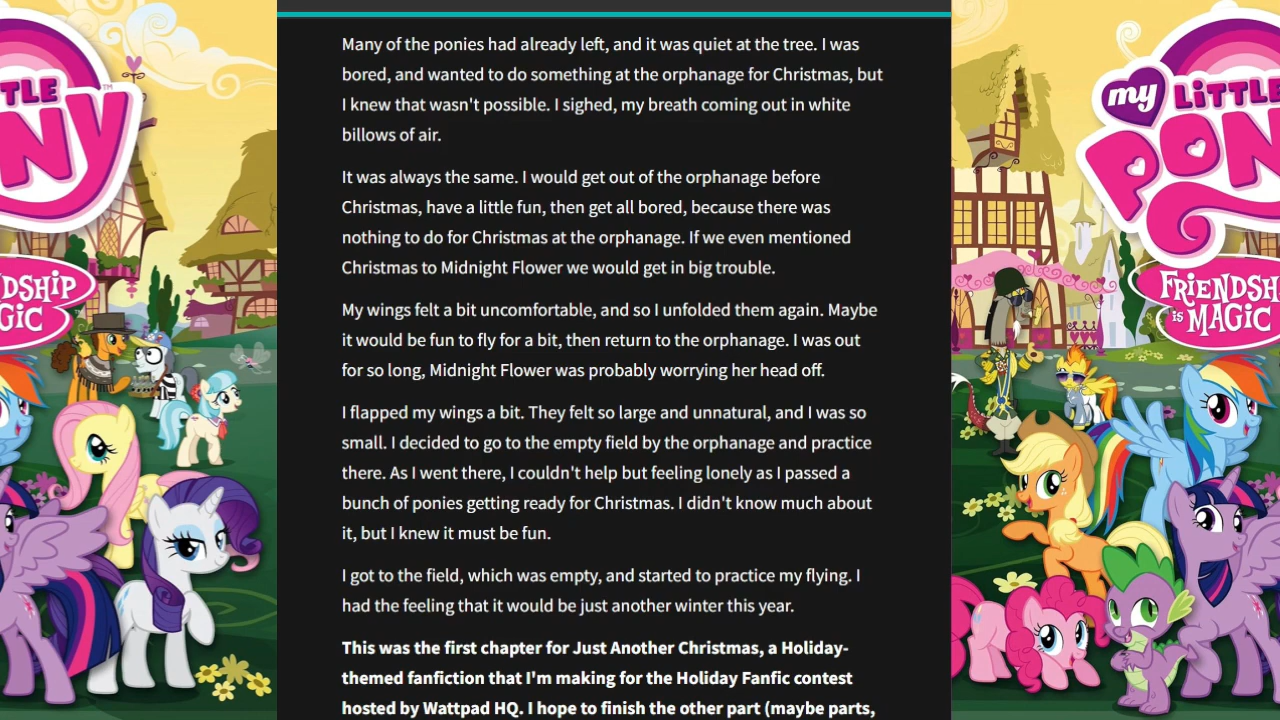 Many of the ponies had already left, and it was quiet at the tree. I was
bored, and wanted to do something at the orphanage for Christmas, but
I knew that wasn't possible. I sighed, my breath coming out in white
billows of air.
It was always the same. I would get out of the orphanage before
Christmas, have a little fun, then get all bored, because there was
nothing to do for Christmas at the orphanage. If we even mentioned
Christmas to Midnight Flower we would get in big trouble.
My wings felt a bit uncomfortable, and so I unfolded them again. Maybe
it would be fun to fly for a bit, then return to the orphanage. I was out
for so long, Midnight Flower was probably worrying her head off.
I flapped my wings a bit. They felt so large and unnatural, and I was so
small. I decided to go to the empty field by the orphanage and practice
there. As I went there, I couldn't help but feeling lonely as I passed a
bunch of ponies getting ready for Christmas. I didn't know much about
it, but I knew it must be fun.
I got to the field, which was empty, and started to practice my flying. I
had the feeling that it would be just another winter this year.
This was the first chapter for Just Another Christmas, a Holiday-
themed fanfiction that I'm making for the Holiday Fanfic contest
hosted by Wattpad HQ. I hope to finish the other part (maybe parts,
TLE
NY
TM
DSHIP
GIC
my LiTTLE
PON
FRiENDSH
is MAGiC